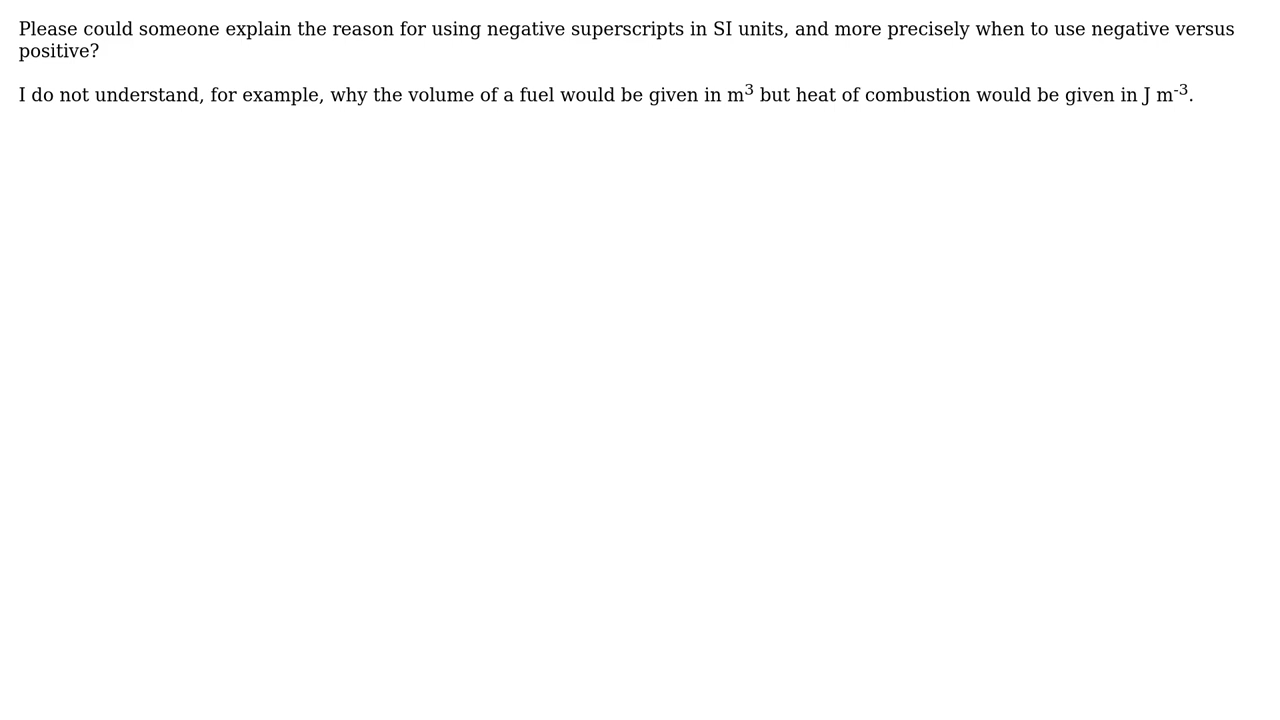 Please could someone explain the reason for using negative superscripts in SI units, and more precisely when to use negative versus
positive?
I do not understand, for example, why the volume of a fuel would be given in m³ but heat of combustion would be given in J m⁻³.